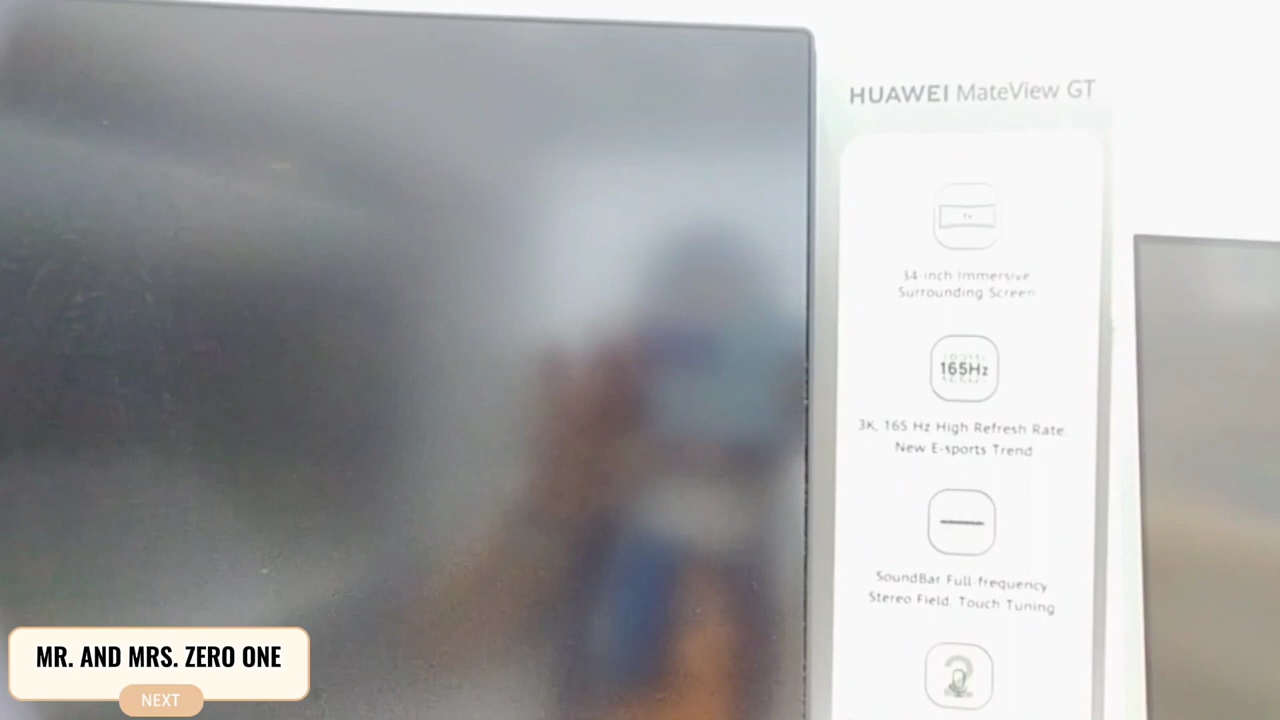 HUAWEI MateView GT
34-inch Immersive
Surrounding Screen
165Hz
3K, 165 Hz High Refresh Rate
New E-sports Trend
SoundBar Full-frequency
Stereo Field, Touch Tuning
MR. AND MRS. ZERO ONE
NEXT